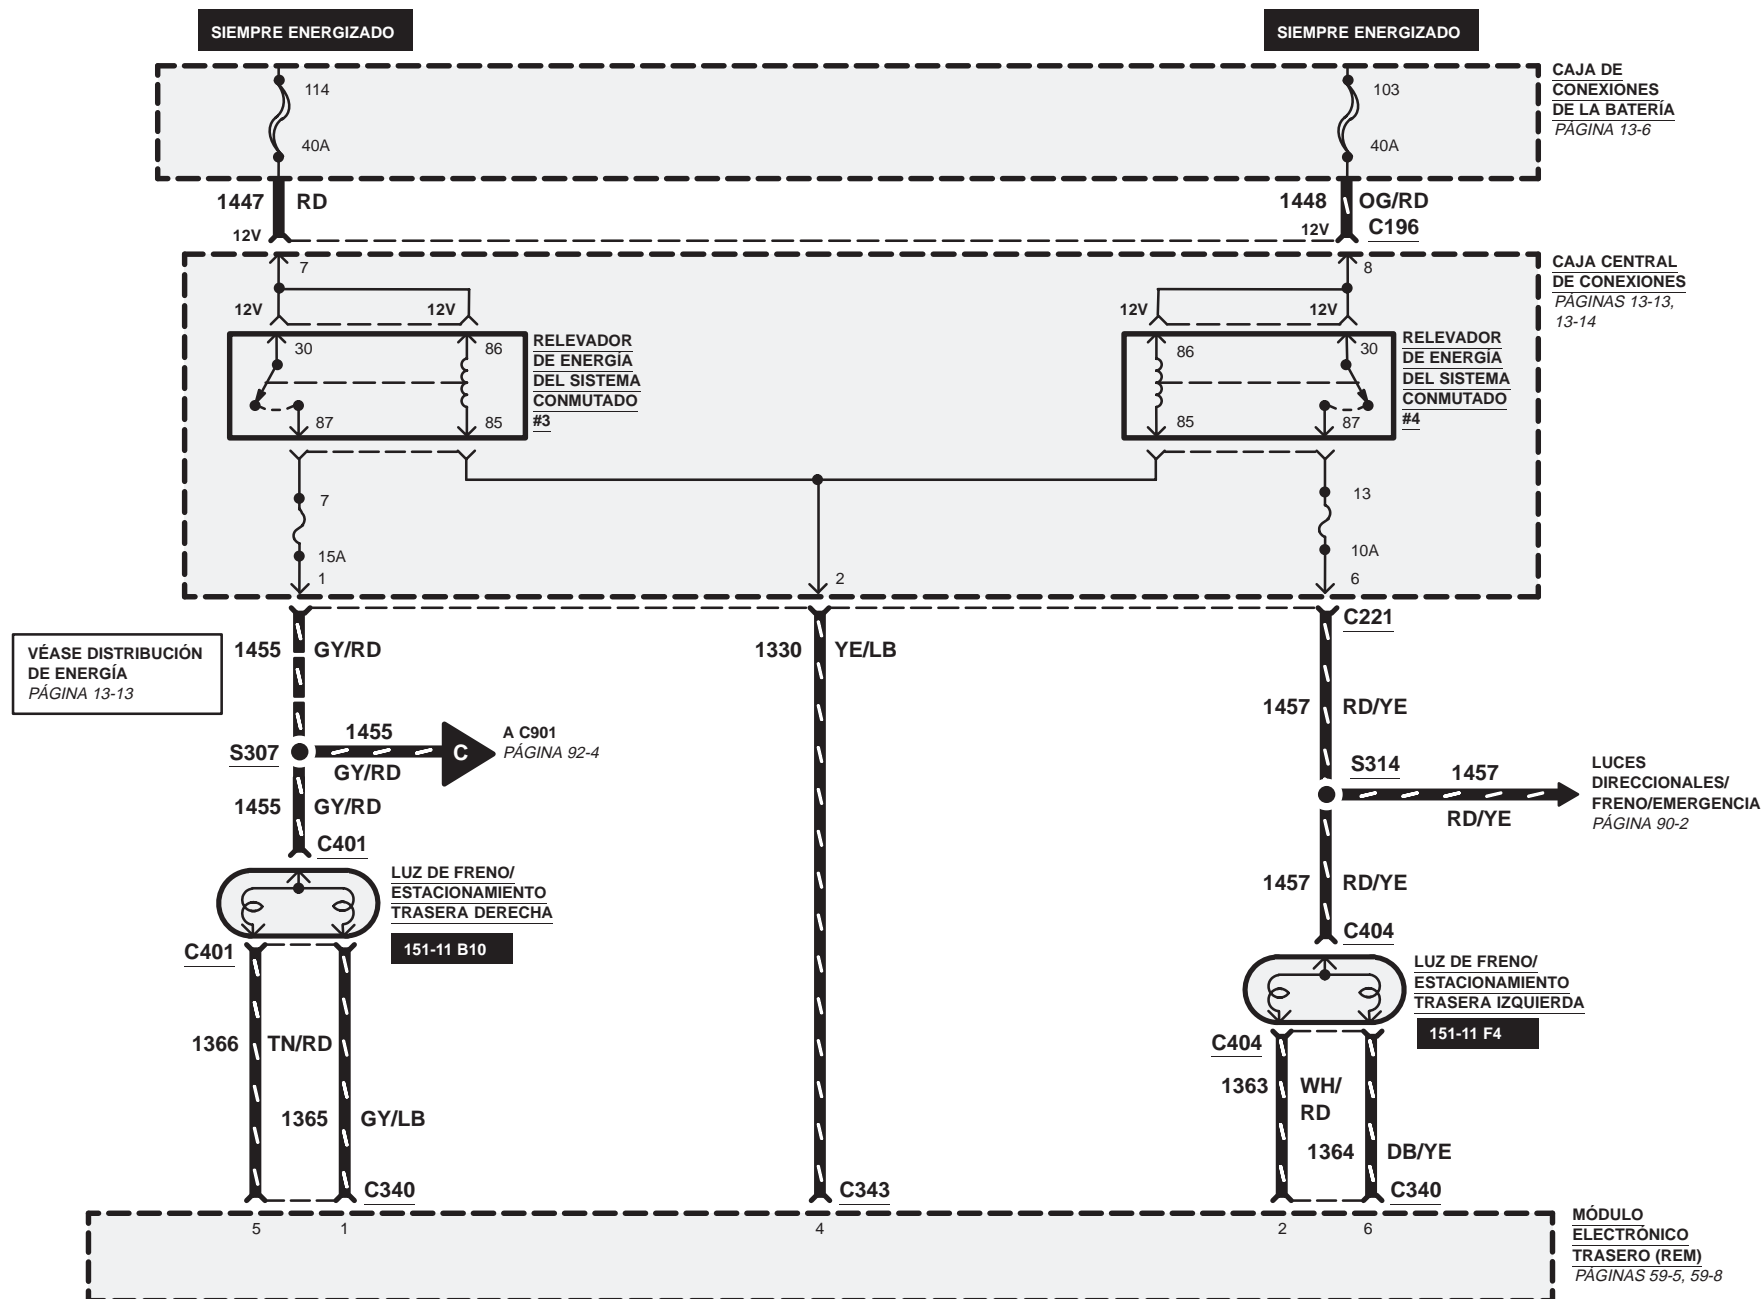 SIEMPRE ENERGIZADO
SIEMPRE ENERGIZADO
CAJA DE
CONEXIONES
DE LA BATERÍA
PÁGINA 13-6
114
103
40A
40A
1447
RD
12V
1448
OG/RD
12V
C196
CAJA CENTRAL
DE CONEXIONES
PÁGINAS 13-13,
13-14
7
8
12V
12V
12V
12V
30
86
RELEVADOR
DE ENERGÍA
DEL SISTEMA
CONMUTADO
#3
87
85
86
30
RELEVADOR
DE ENERGÍA
DEL SISTEMA
CONMUTADO
#4
85
87
7
15A
1
2
13
10A
6
C221
VÉASE DISTRIBUCIÓN
DE ENERGÍA
PÁGINA 13-13
1455
GY/RD
1330
YE/LB
1457
RD/YE
S307
1455
GY/RD
C
A C901
PÁGINA 92-4
S314
1457
RD/YE
LUCES
DIRECCIONALES/
FRENO/EMERGENCIA
PÁGINA 90-2
1455
GY/RD
C401
LUZ DE FRENO/
ESTACIONAMIENTO
TRASERA DERECHA
151-11 B10
C401
1457
RD/YE
C404
LUZ DE FRENO/
ESTACIONAMIENTO
TRASERA IZQUIERDA
151-11 F4
C404
1366
TN/RD
1365
GY/LB
1363
WH/
RD
1364
DB/YE
C340
C343
C340
5
1
4
2
6
MÓDULO
ELECTRÓNICO
TRASERO (REM)
PÁGINAS 59-5, 59-8